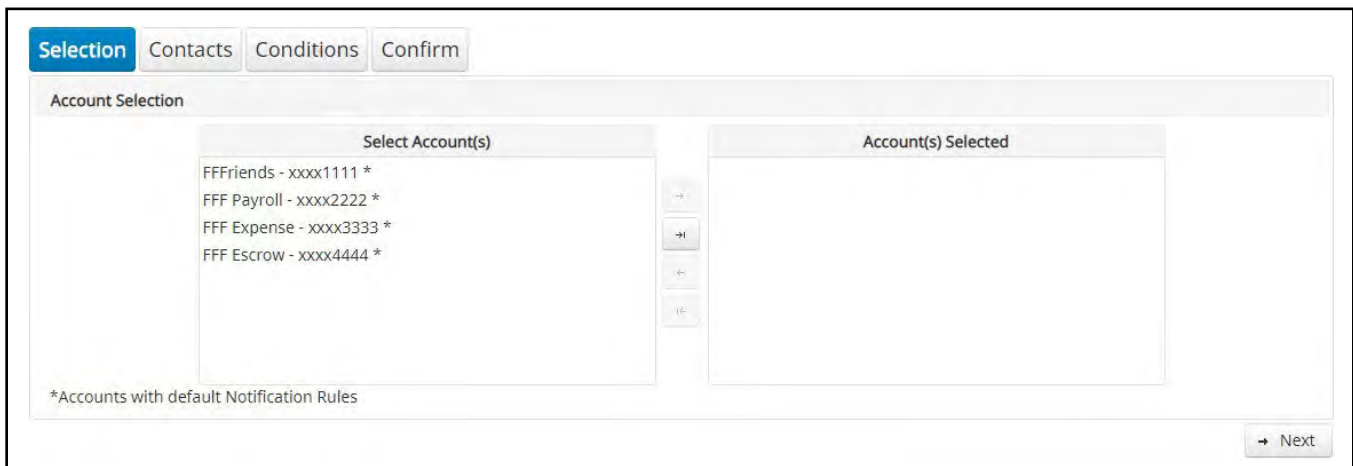 Selection Contacts Conditions Confirm
Account Selection
Select Account(s) Account(s) Selected
FFFriends - xxxx1111 *
FFF Payroll - xxxx2222 *
FFF Expense - xxxx3333 *
FFF Escrow - xxxx4444 *
*Accounts with default Notification Rules
→ Next